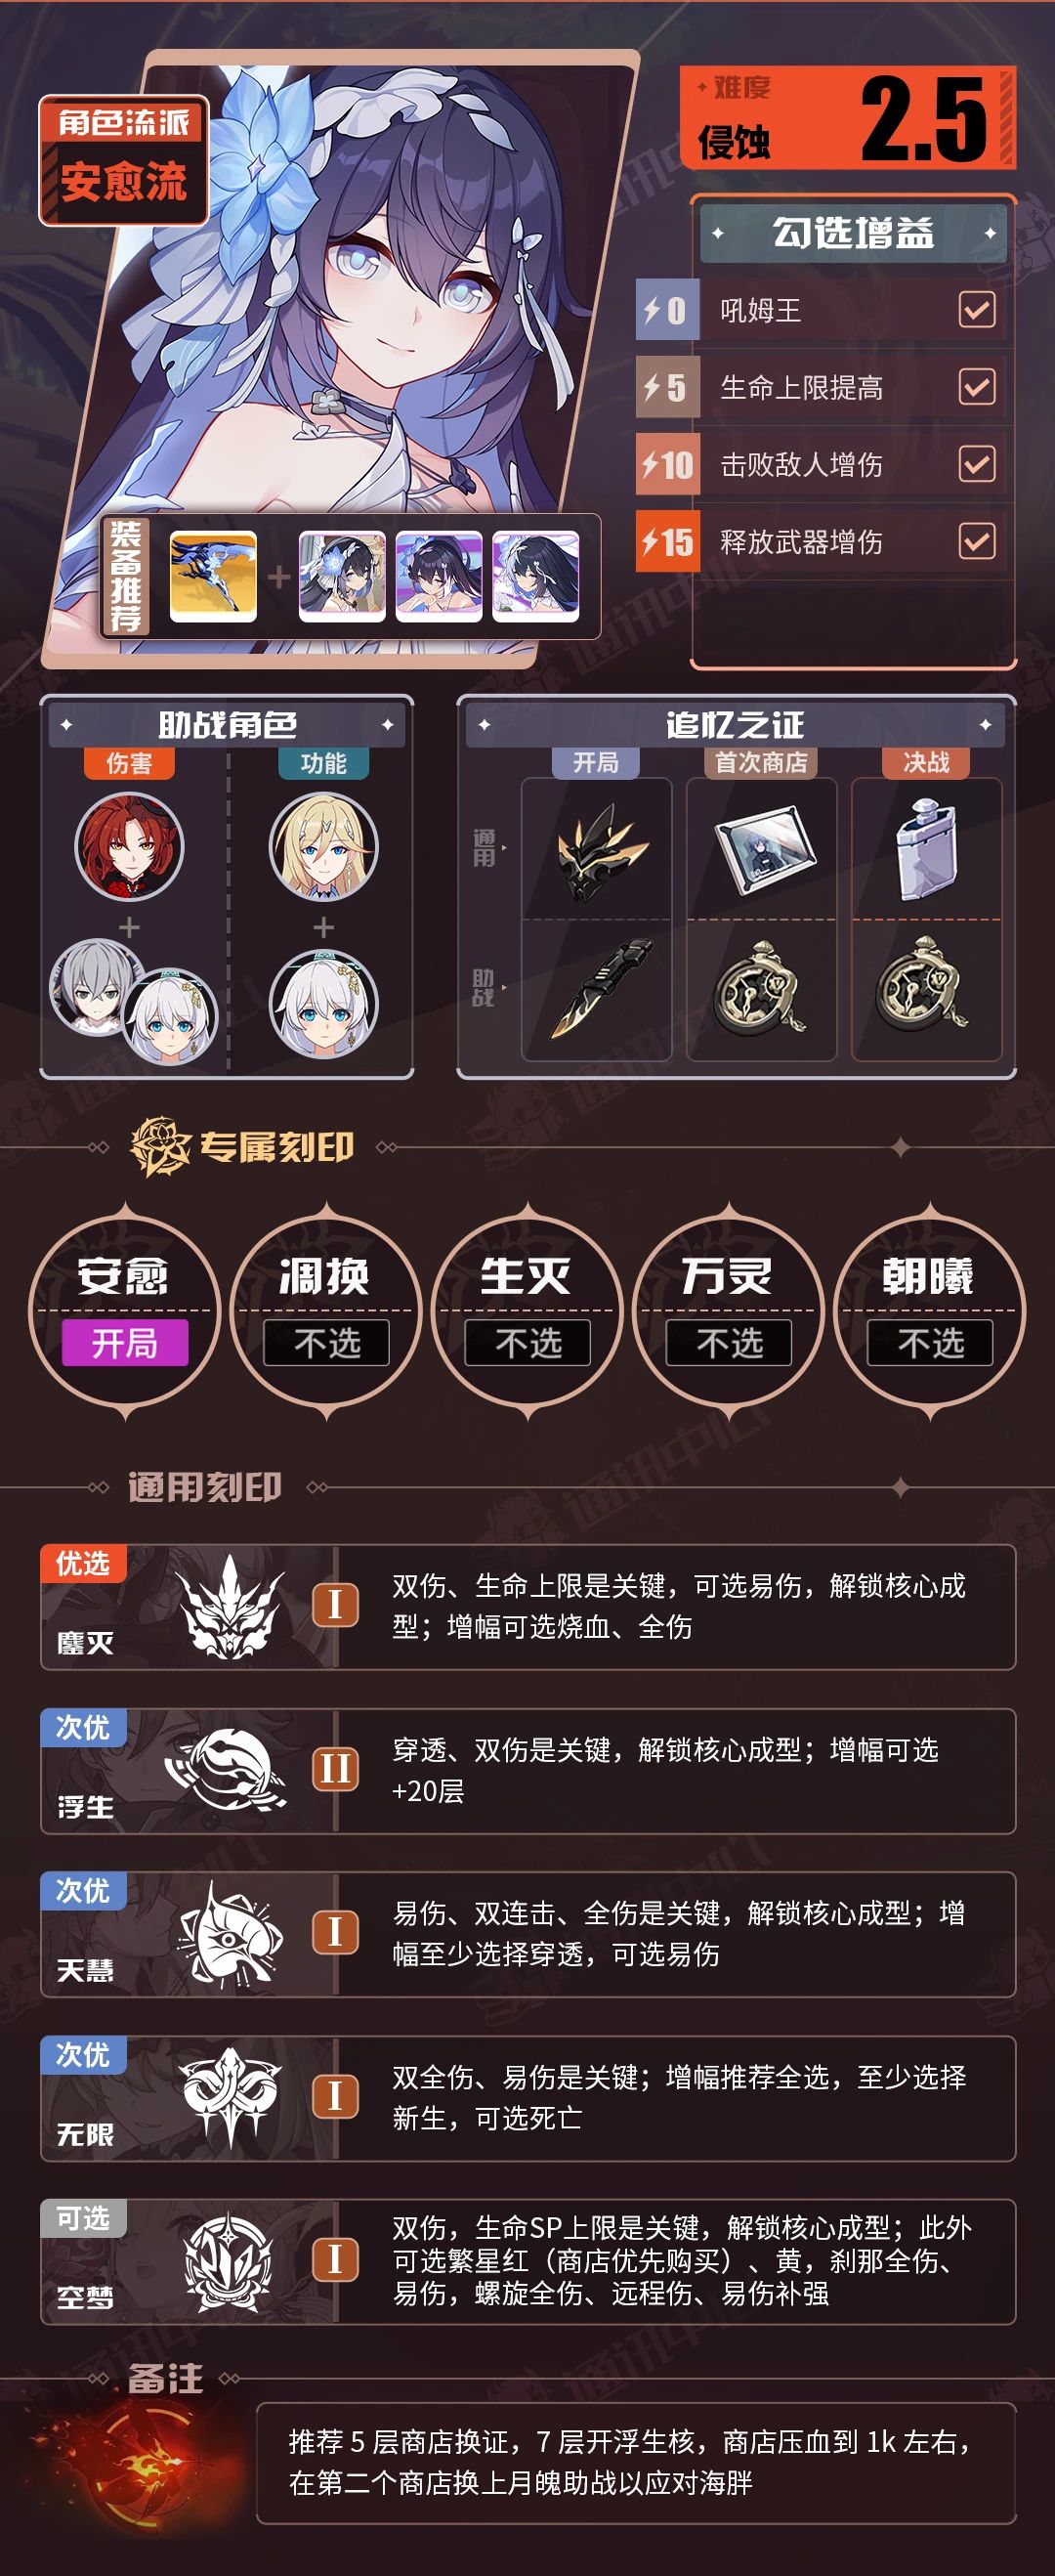 角色流派
安愈流
难度
侵蚀
2.5
勾选增益
0 吼姆王
5 生命上限提高
10 击败敌人增伤
15 释放武器增伤
装备推荐
助战角色
伤害
功能
追忆之证
开局
首次商店
决战
通用
助战
专属刻印
安愈
开局
凋换
不选
生灭
不选
万灵
不选
朝曦
不选
通用刻印
优选
鏖灭
I
双伤、生命上限是关键，可选易伤，解锁核心成
型；增幅可选烧血、全伤
次优
浮生
II
穿透、双伤是关键，解锁核心成型；增幅可选
+20层
次优
天慧
I
易伤、双连击、全伤是关键，解锁核心成型；增
幅至少选择穿透，可选易伤
次优
无限
I
双全伤、易伤是关键；增幅推荐全选，至少选择
新生，可选死亡
可选
空梦
I
双伤，生命SP上限是关键，解锁核心成型；此外
可选繁星红（商店优先购买）、黄，刹那全伤、
易伤，螺旋全伤、远程伤、易伤补强
备注
推荐 5 层商店换证，7 层开浮生核，商店压血到 1k 左右，
在第二个商店换上月魄助战以应对海胖
通讯中心